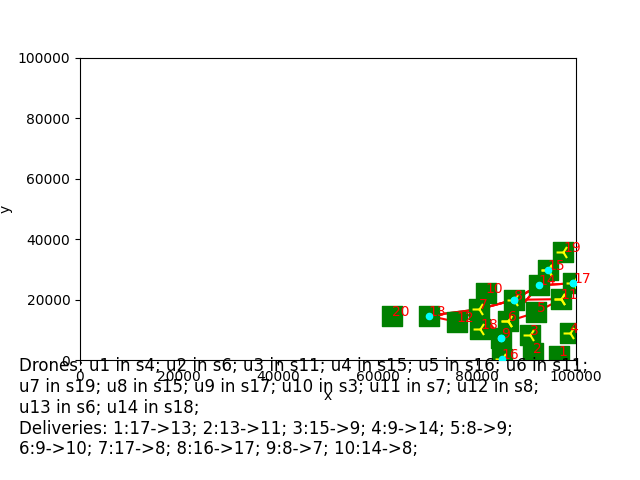 100000
80000
60000
40000
20000
0
y
19
15
17
10
20
13
18
16
0 20000 40000 60000 80000 100000
x
Drones: u1 in s4; u2 in s6; u3 in s11; u4 in s15; u5 in s16; u6 in s11;
u7 in s19; u8 in s15; u9 in s17; u10 in s3; u11 in s7; u12 in s8;
u13 in s6; u14 in s18;
Deliveries: 1:17->13; 2:13->11; 3:15->9; 4:9->14; 5:8->9;
6:9->10; 7:17->8; 8:16->17; 9:8->7; 10:14->8;